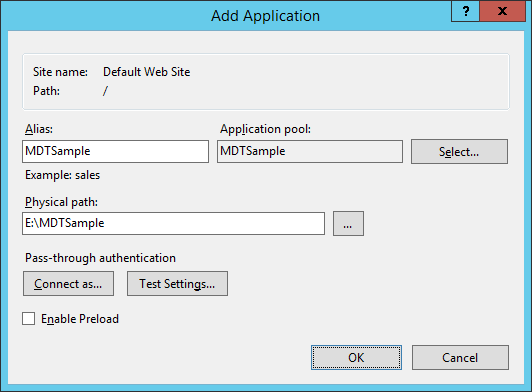 Add Application
?
X
Site name: Default Web Site
Path: /
Alias: Application pool:
MDTSample MDTSample Select...
Example: sales
Physical path:
E:\MDTSample ...
Pass-through authentication
Connect as... Test Settings...
Enable Preload
OK Cancel